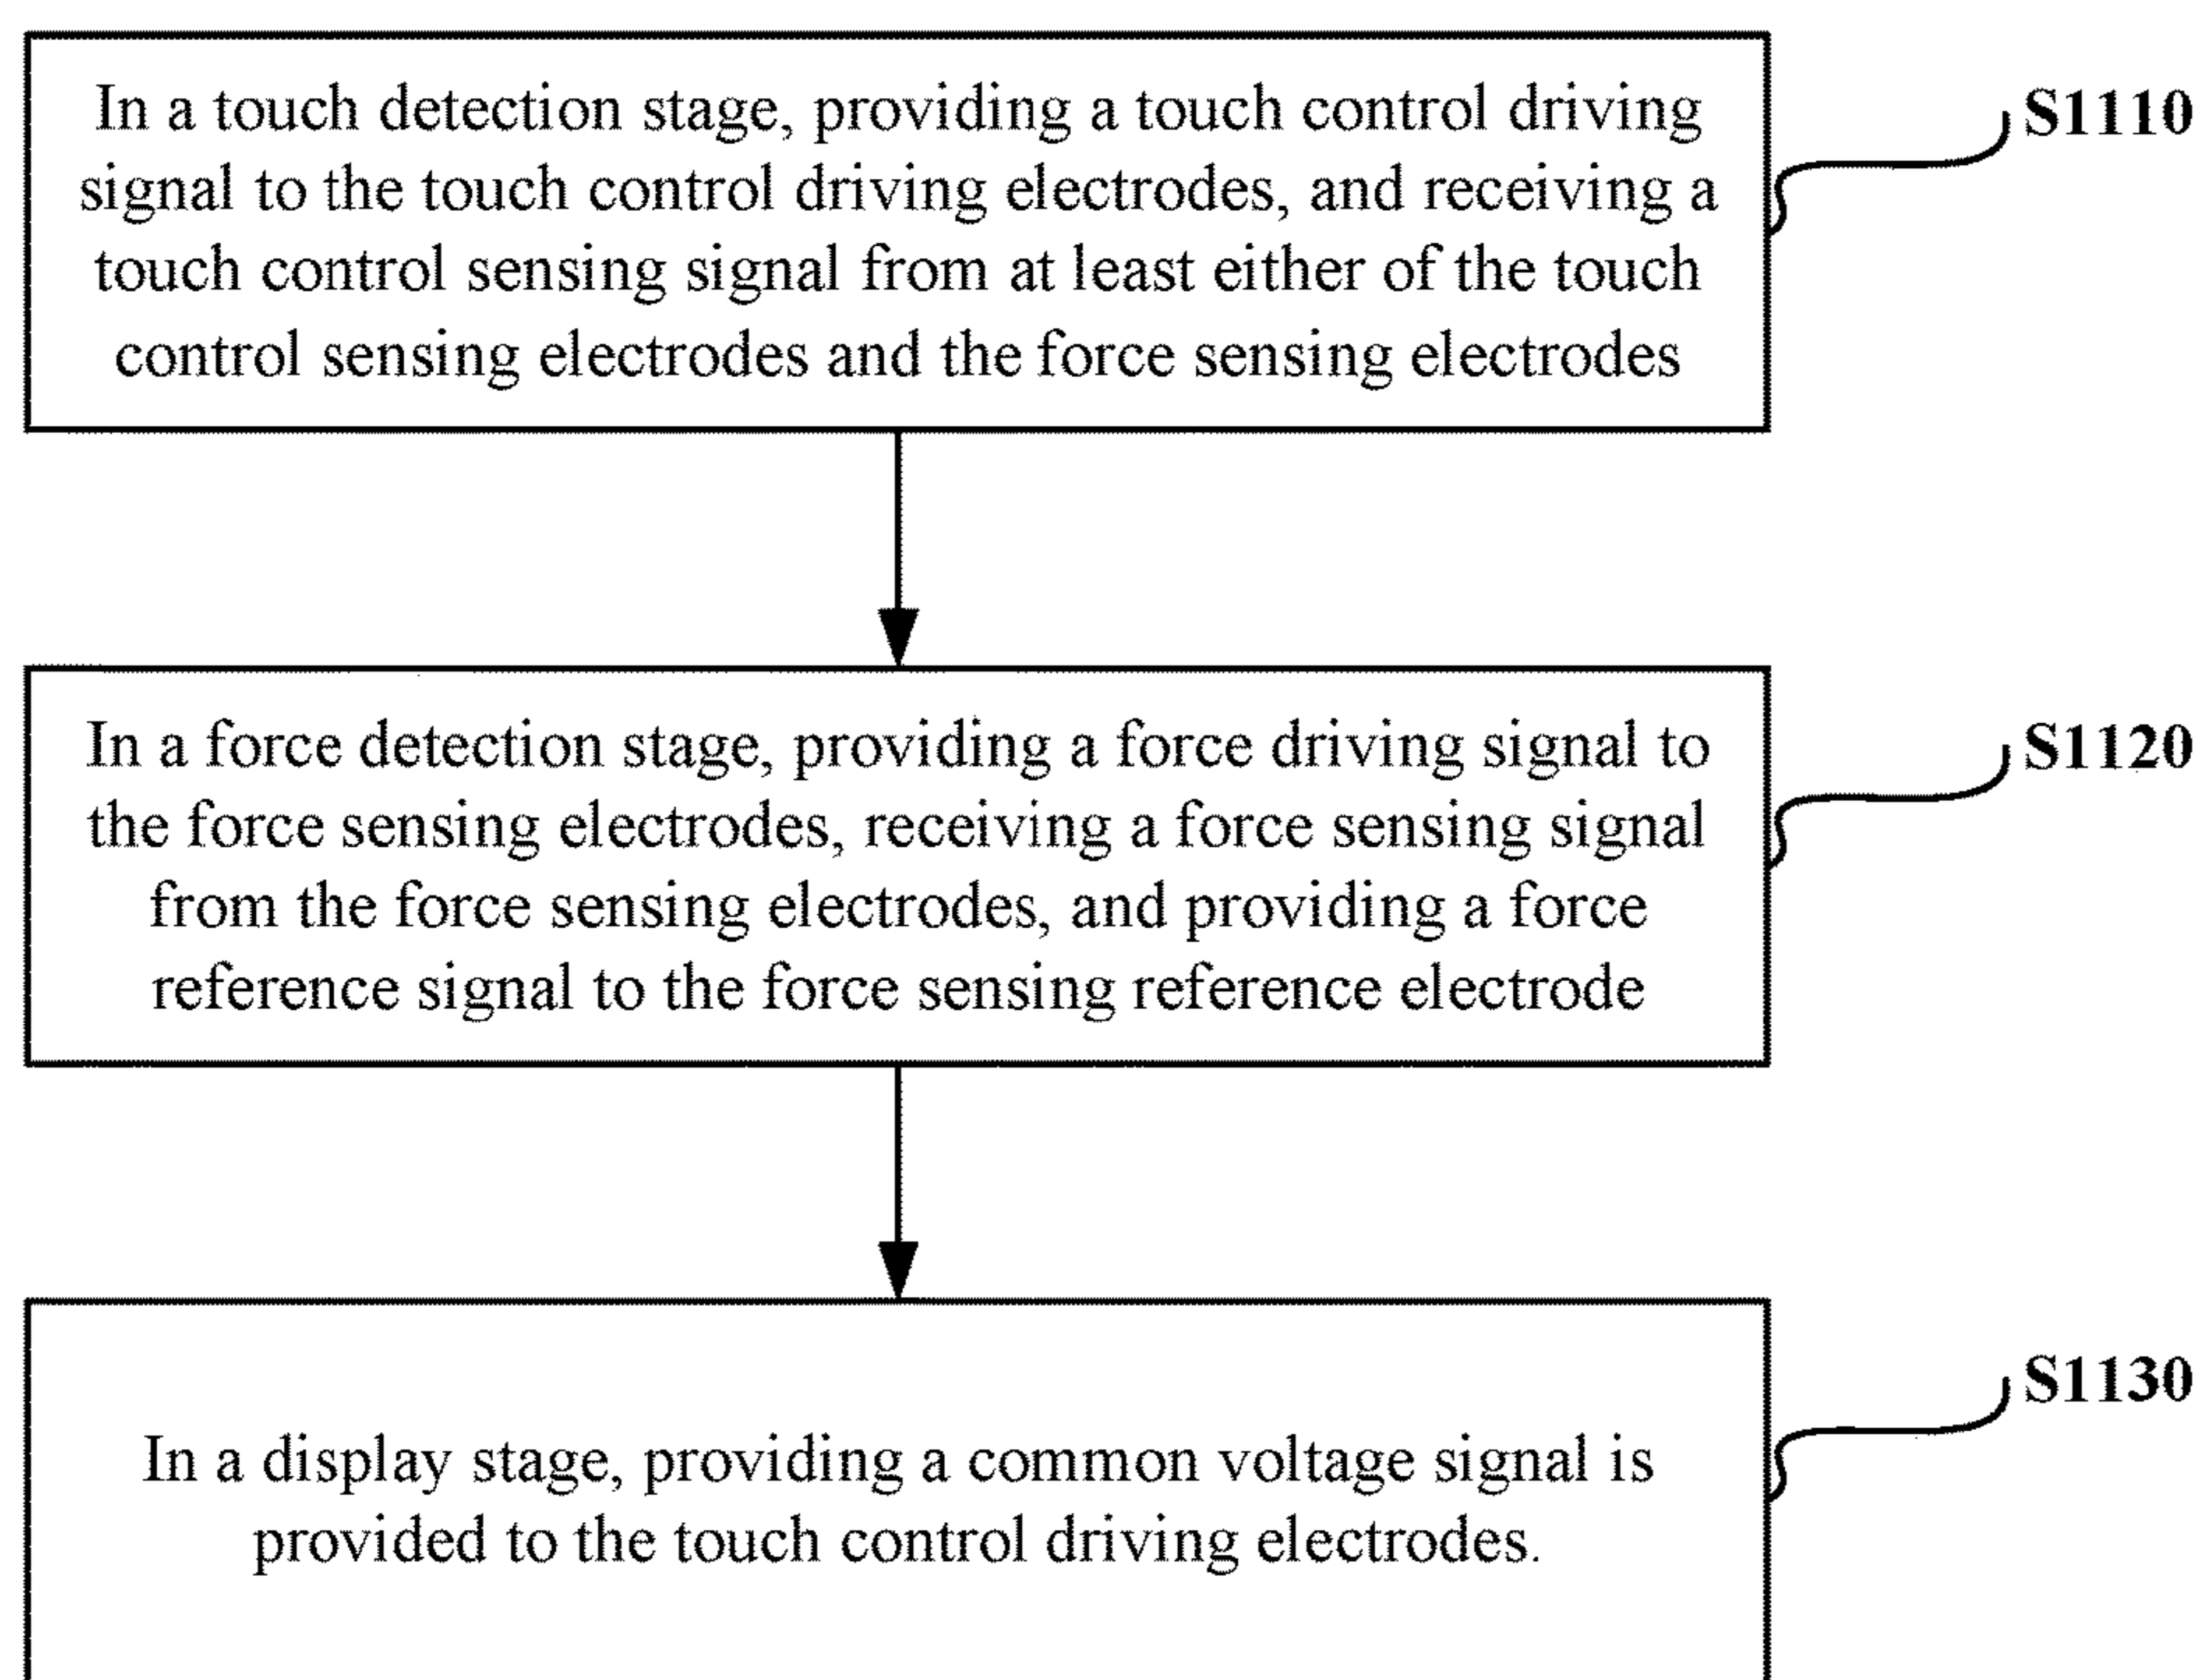 In a touch detection stage, providing a touch control driving
signal to the touch control driving electrodes, and receiving a
touch control sensing signal from at least either of the touch
control sensing electrodes and the force sensing electrodes
S1110
In a force detection stage, providing a force driving signal to
the force sensing electrodes, receiving a force sensing signal
from the force sensing electrodes, and providing a force
reference signal to the force sensing reference electrode
S1120
In a display stage, providing a common voltage signal is
provided to the touch control driving electrodes.
S1130